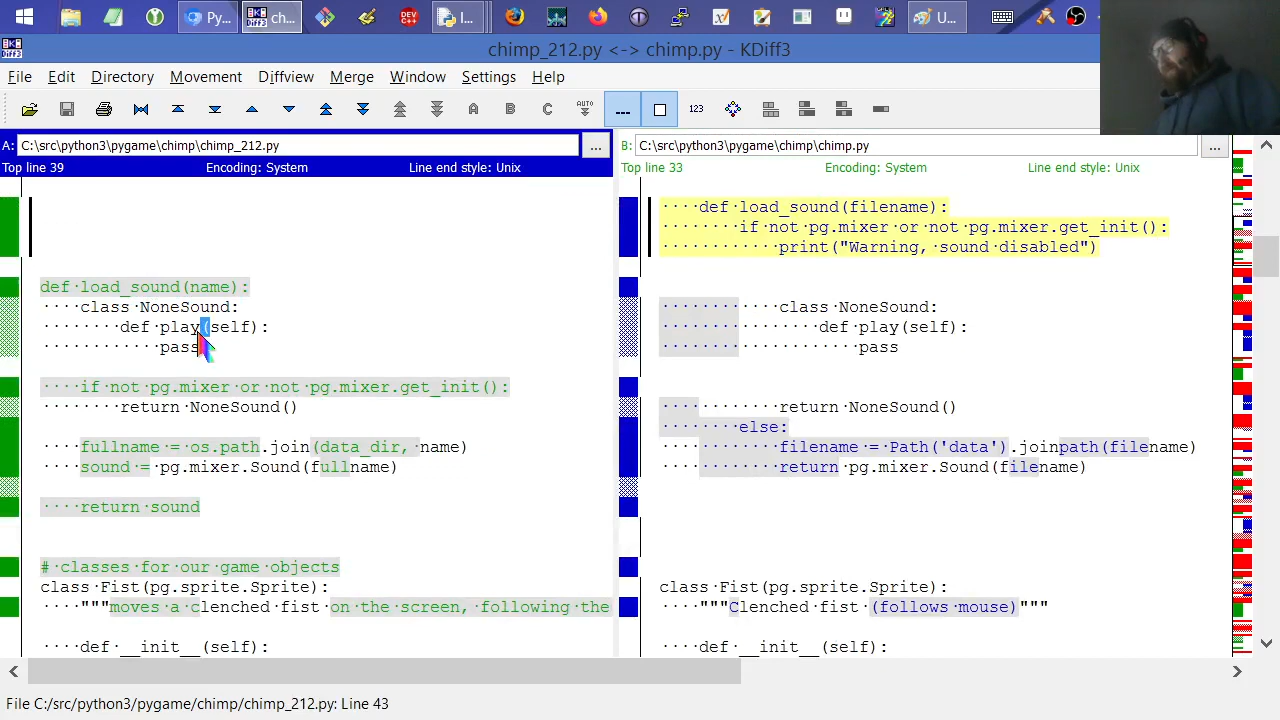 Py...
ch...
DEV C++
I...
U...
chimp_212.py <-> chimp.py - KDiff3
File Edit Directory Movement Diffview Merge Window Settings Help
A B C AUTO 123
A: C:\src\python3\pygame\chimp\chimp_212.py ...
Top line 39 Encoding: System Line end style: Unix
def·load_sound(name):
····class·NoneSound:
········def·play(self):
············pass
····if·not·pg.mixer·or·not·pg.mixer.get_init():
········return·NoneSound()
····fullname·=·os.path.join(data_dir,·name)
····sound·=·pg.mixer.Sound(fullname)
····return·sound
#·classes·for·our·game·objects
class·Fist(pg.sprite.Sprite):
····"""moves·a·clenched·fist·on·the·screen,·following·the
····def·__init__(self):
B: C:\src\python3\pygame\chimp\chimp.py ...
Top line 33 Encoding: System Line end style: Unix
····def·load_sound(filename):
········if·not·pg.mixer·or·not·pg.mixer.get_init():
············print("Warning,·sound·disabled")
············class·NoneSound:
················def·play(self):
····················pass
············return·NoneSound()
········else:
············filename·=·Path('data').joinpath(filename)
············return·pg.mixer.Sound(filename)
class·Fist(pg.sprite.Sprite):
····"""Clenched·fist·(follows·mouse)"""
····def·__init__(self):
File C:/src/python3/pygame/chimp/chimp_212.py: Line 43